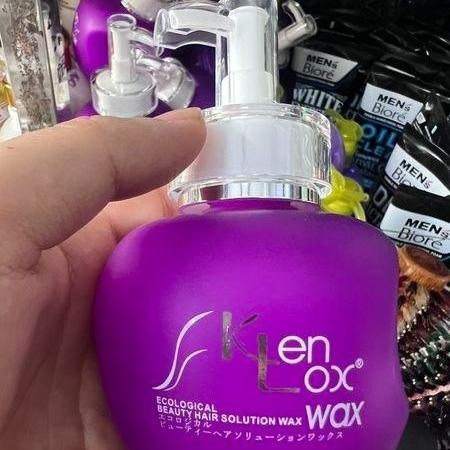 KLen
Lox®
ECOLOGICAL
BEAUTY HAIR SOLUTION WAX wax
エコロジカル
ビューティーヘアソリューションワックス
MEN's
Bioré
WHITE
MEN's
Bioré
MEN's
Bioré